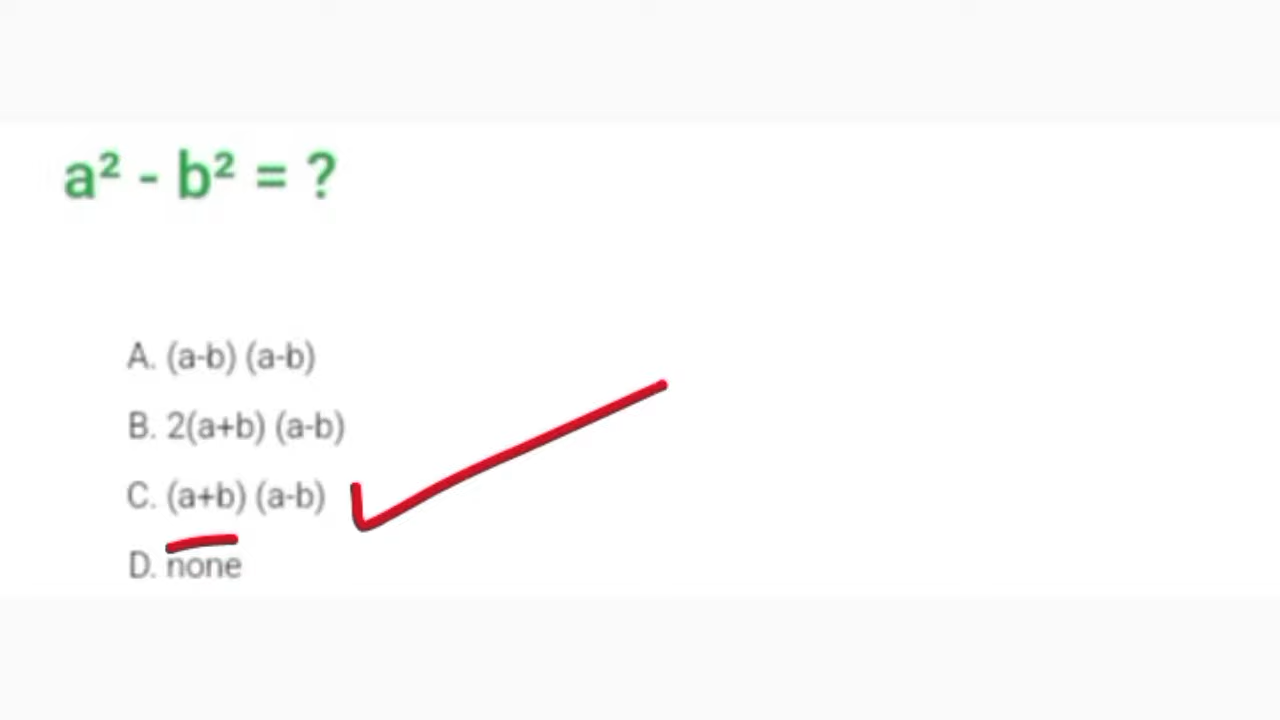 a² - b² = ?
A. (a-b) (a-b)
B. 2(a+b) (a-b)
C. (a+b) (a-b)
D. none